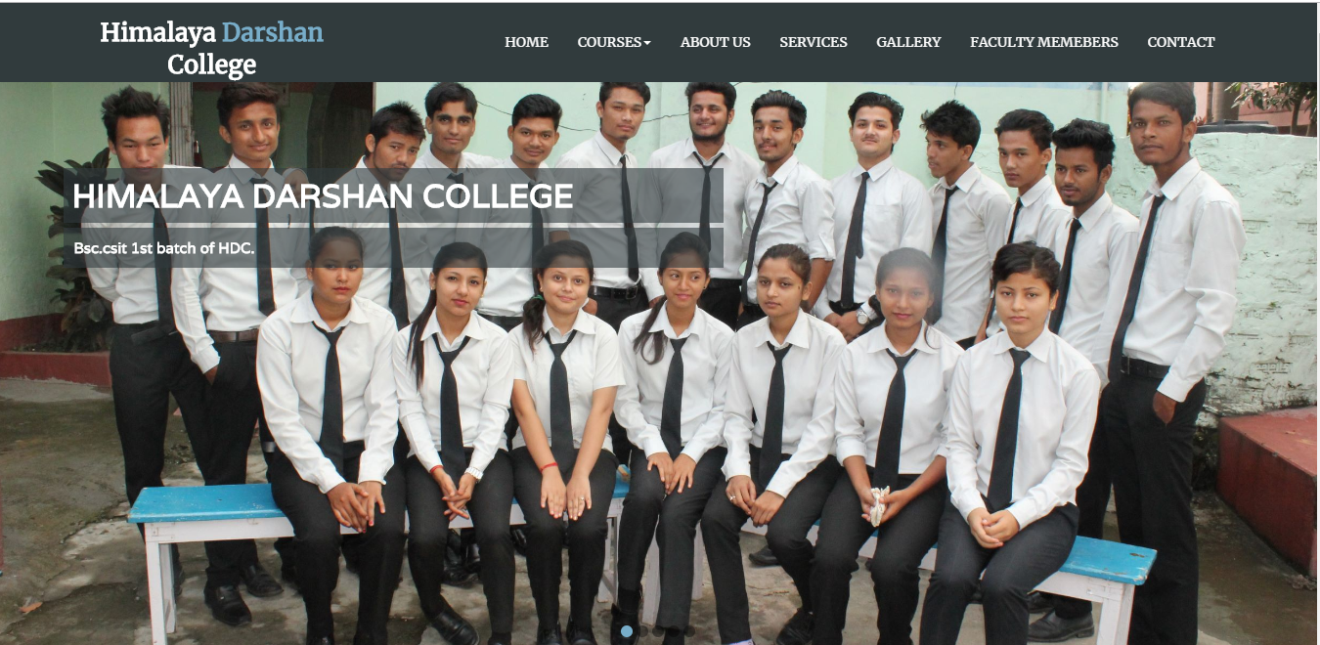 Himalaya Darshan
College
HOME COURSES ABOUT US SERVICES GALLERY FACULTY MEMEBERS CONTACT
HIMALAYA DARSHAN COLLEGE
Bsc.csit 1st batch of HDC.